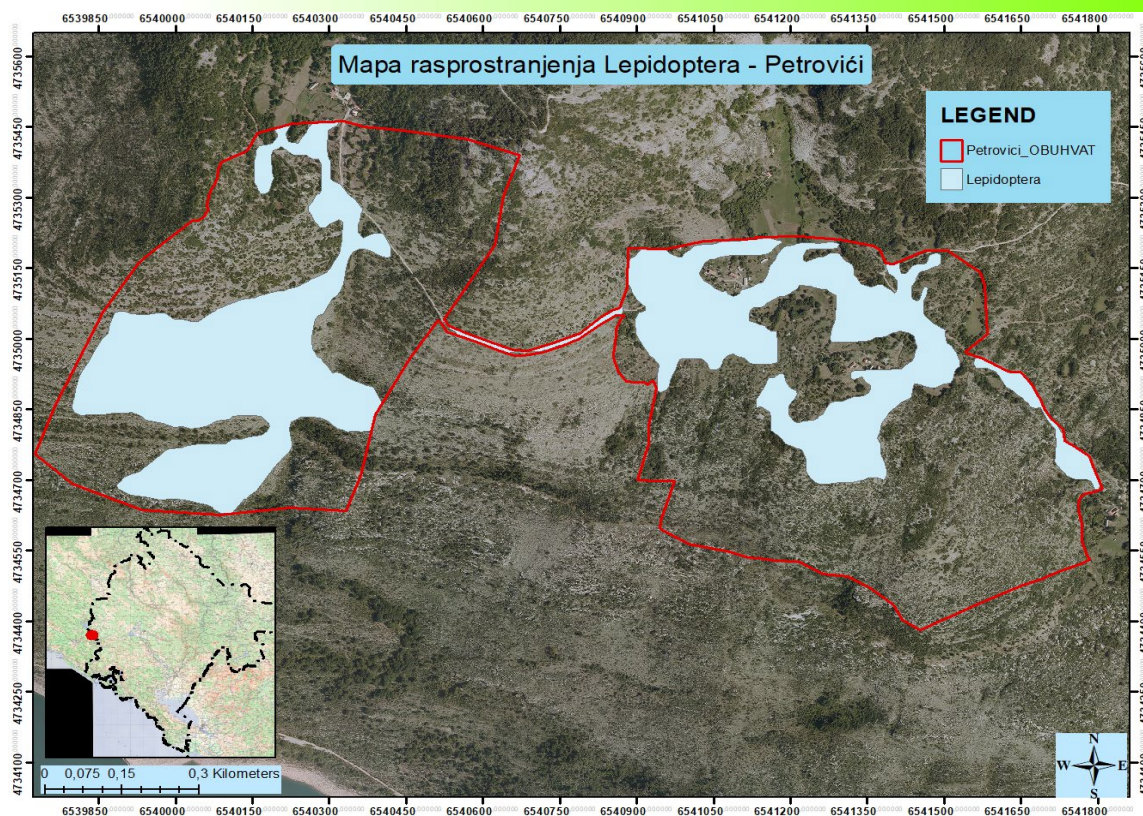 6539850 6540000 6540150 6540300 6540450 6540600 6540750 6540900 6541050 6541200 6541350 6541500 6541650 6541800
Mapa rasprostranjenja Lepidoptera - Petrovići
LEGEND
Petrovici_OBUHVAT
Lepidoptera
4735600
4735450
4735300
4735150
4735000
4734850
4734700
4734550
4734400
4734250
4734100
N
W E
S
0 0,075 0,15 0,3 Kilometers
6539850 6540000 6540150 6540300 6540450 6540600 6540750 6540900 6541050 6541200 6541350 6541500 6541650 6541800